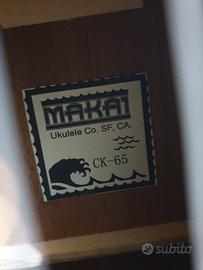 MAKAI
Ukulele Co, SF, CA.
CK-65
subito